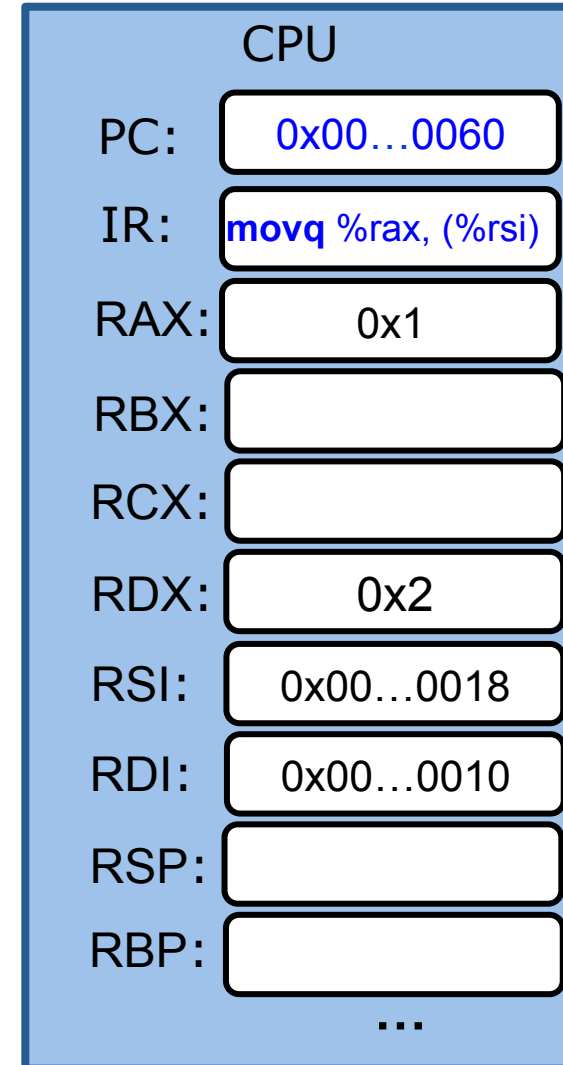 CPU
PC: 0x00…0060
IR: movq %rax, (%rsi)
RAX: 0x1
RBX:
RCX:
RDX: 0x2
RSI: 0x00…0018
RDI: 0x00…0010
RSP:
RBP:
…